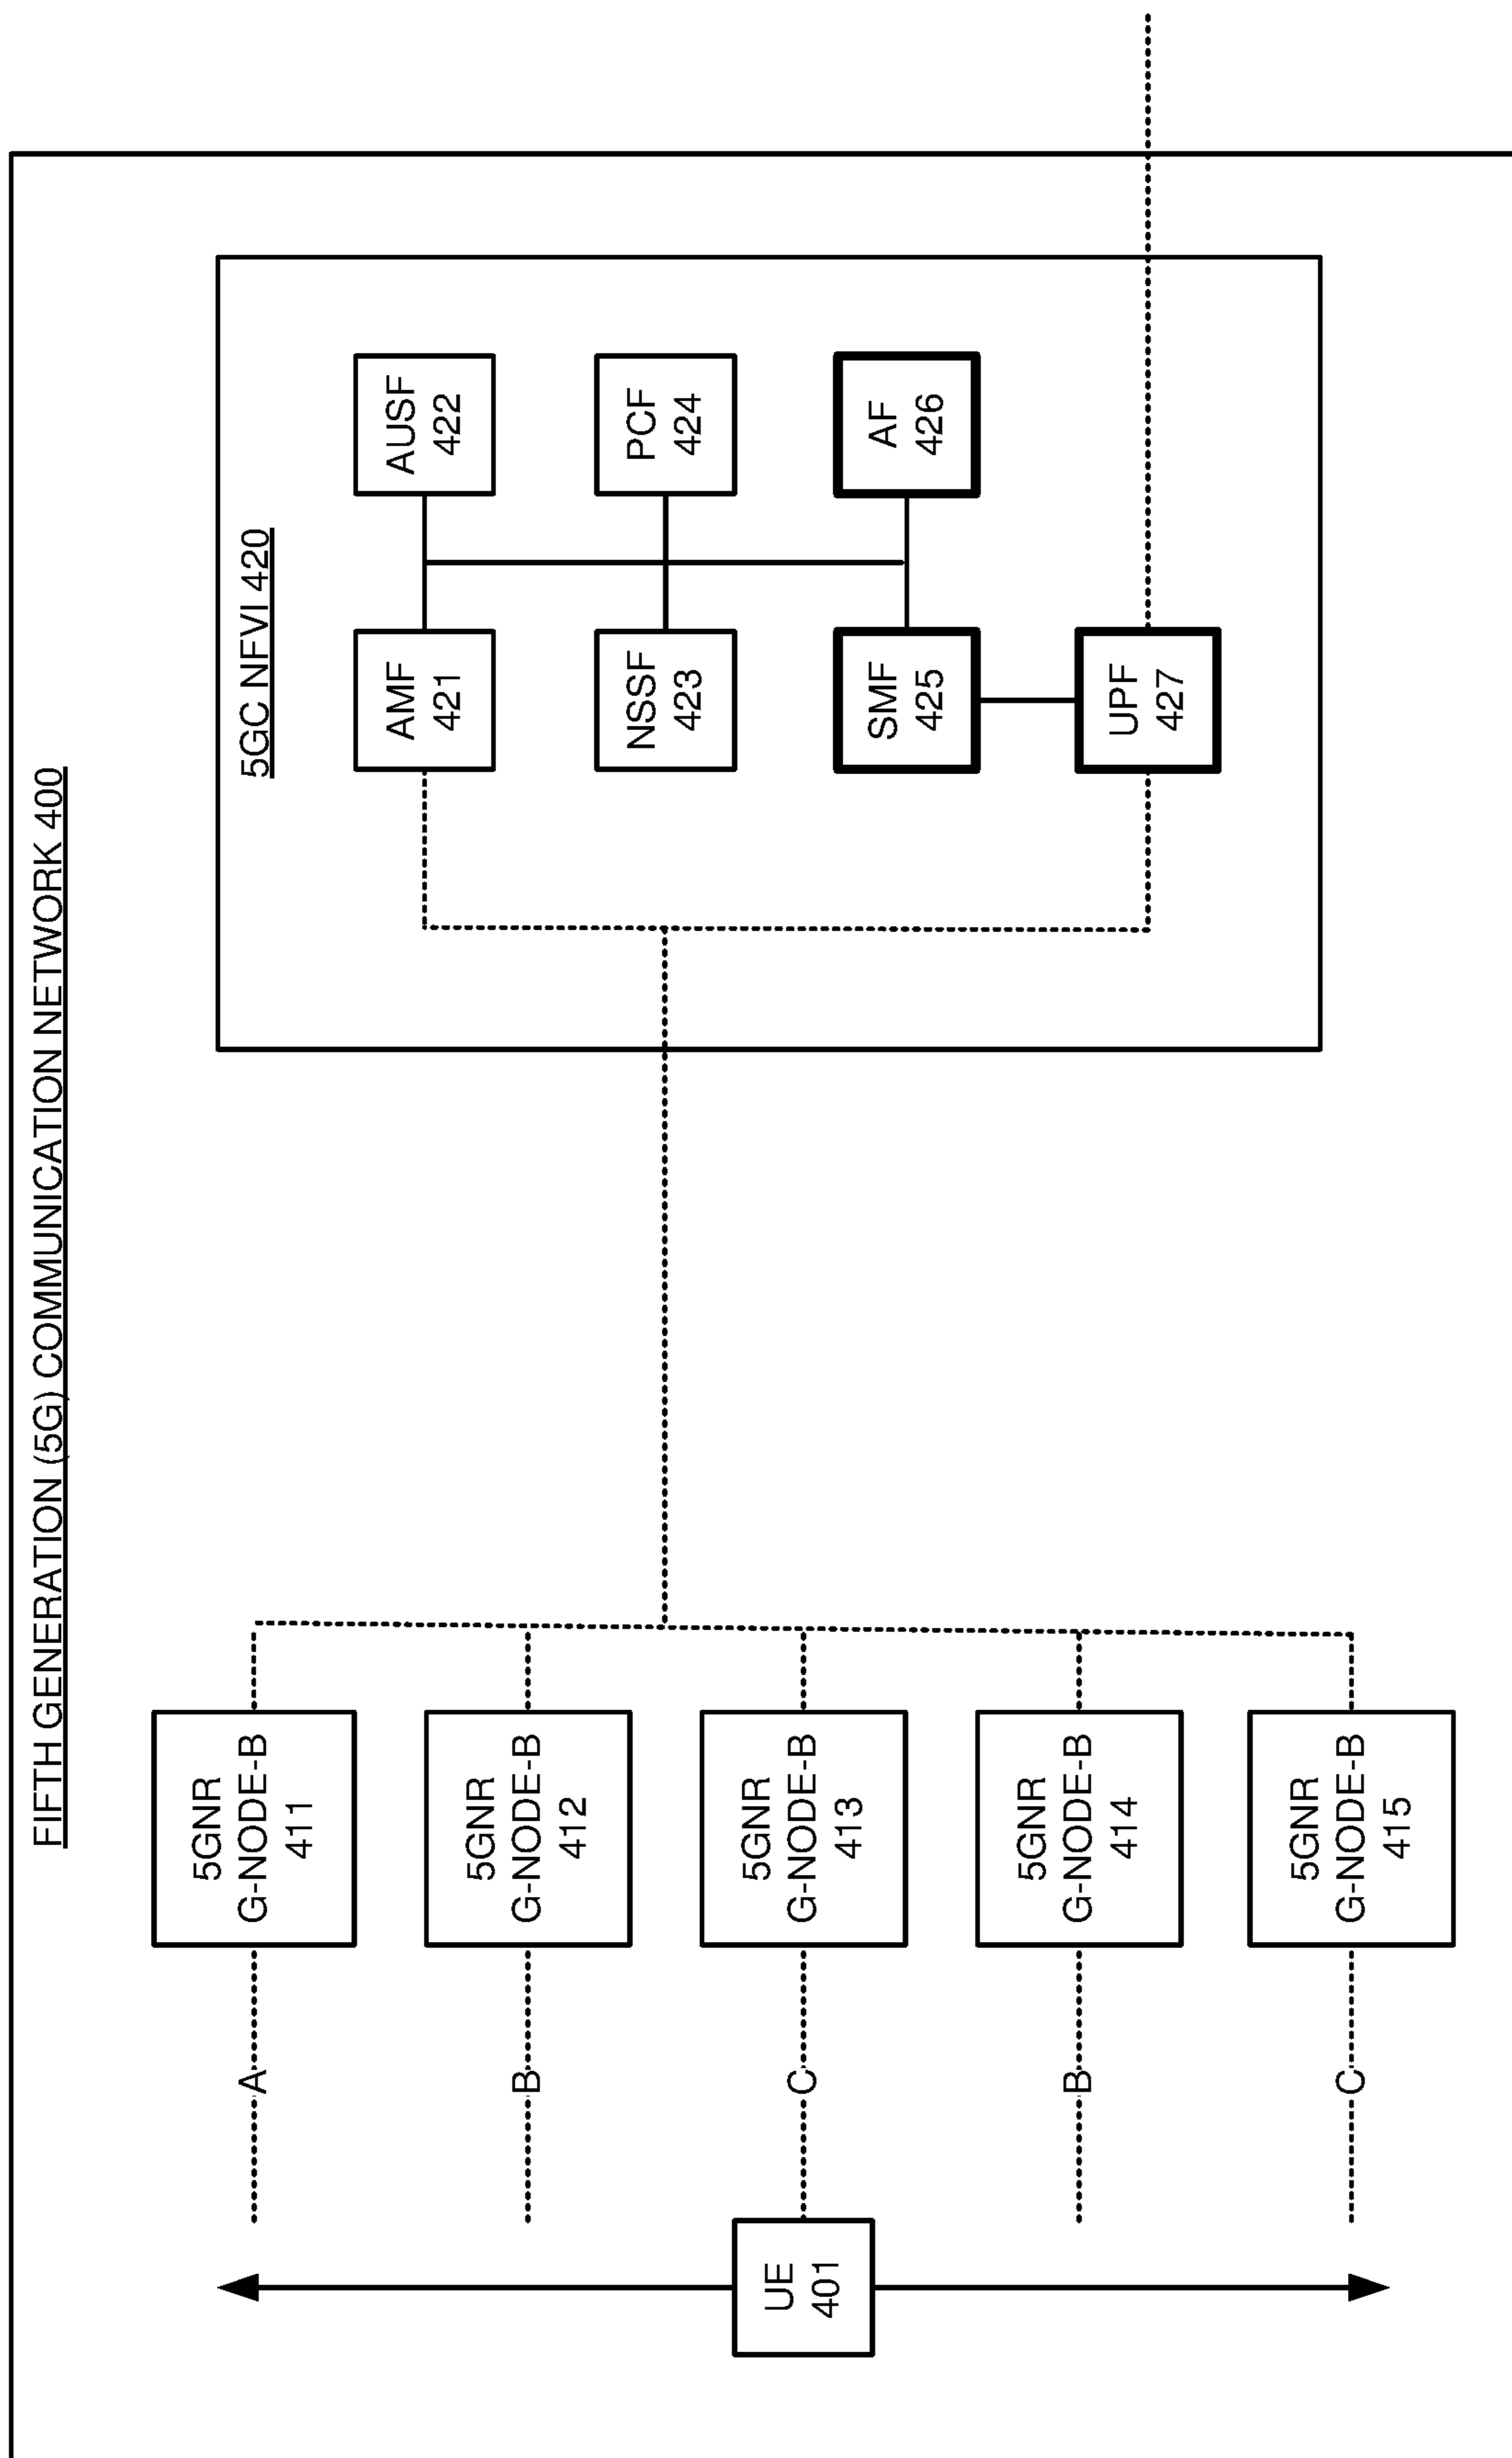 FIFTH GENERATION (5G) COMMUNICATION NETWORK 400
5GC NFVI 420
5GNR
G-NODE-B
411
A
5GNR
G-NODE-B
412
B
5GNR
G-NODE-B
413
C
5GNR
G-NODE-B
414
B
5GNR
G-NODE-B
415
C
UE
401
AMF
421
AUSF
422
NSSF
423
PCF
424
SMF
425
AF
426
UPF
427